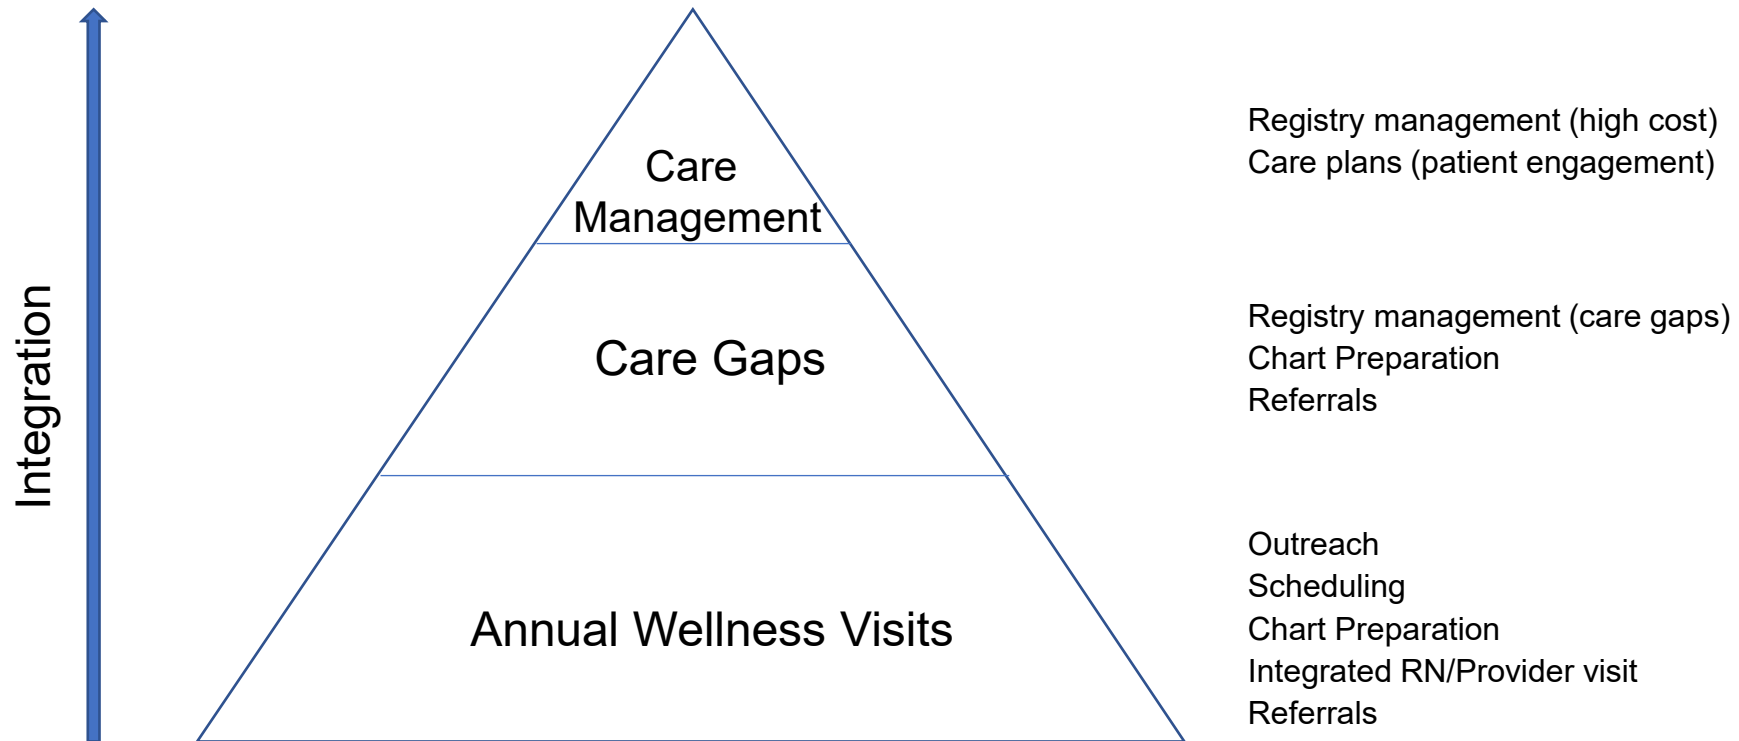 Integration
Care
Management
Registry management (high cost)
Care plans (patient engagement)
Care Gaps
Registry management (care gaps)
Chart Preparation
Referrals
Annual Wellness Visits
Outreach
Scheduling
Chart Preparation
Integrated RN/Provider visit
Referrals